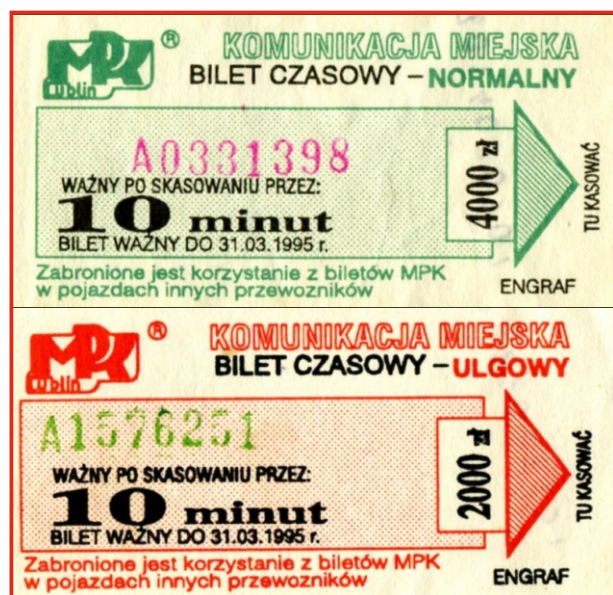 MPK ®
Lublin
KOMUNIKACJA MIEJSKA
BILET CZASOWY – NORMALNY
A0331398
WAŻNY PO SKASOWANIU PRZEZ:
10 minut
BILET WAŻNY DO 31.03.1995 r.
4000 zł
TU KASOWAĆ
Zabronione jest korzystanie z biletów MPK
w pojazdach innych przewoźników
ENGRAF
MPK ®
Lublin
KOMUNIKACJA MIEJSKA
BILET CZASOWY – ULGOWY
A1576251
WAŻNY PO SKASOWANIU PRZEZ:
10 minut
BILET WAŻNY DO 31.03.1995 r.
2000 zł
TU KASOWAĆ
Zabronione jest korzystanie z biletów MPK
w pojazdach innych przewoźników
ENGRAF